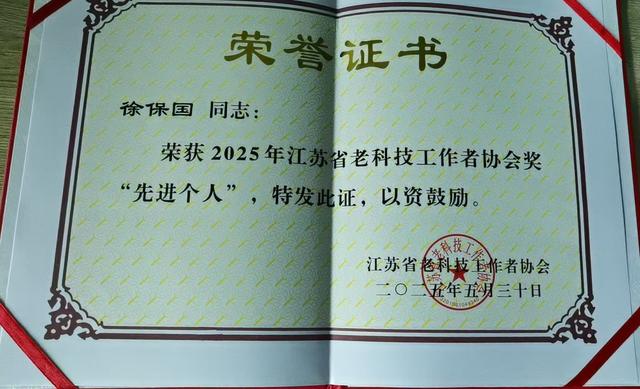 荣誉证书
徐保国 同志：
荣获2025年江苏省老科技工作者协会奖
“先进个人”，特发此证，以资鼓励。
江苏省老科技工作者协会
二〇二五年五月三十日